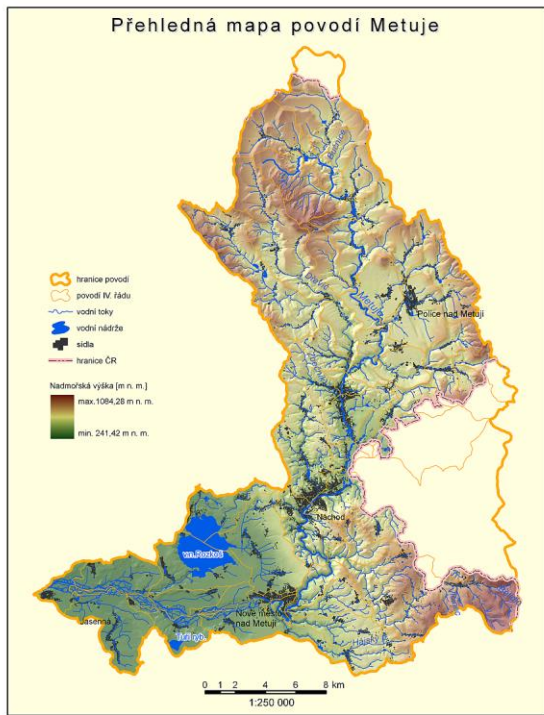 Přehledná mapa povodí Metuje
hranice povodí
povodí IV. řádu
vodní toky
vodní nádrže
sídla
hranice ČR
Nadmořská výška [m n. m.]
max.1084,28 m n. m.
min. 241,42 m n. m.
Metuje
Police nad Metují
Náchod
v.n.Rozkoš
Nové město
nad Metují
Jasenná
Tuří ryb.
0 1 2 4 6 8 km
1:250 000